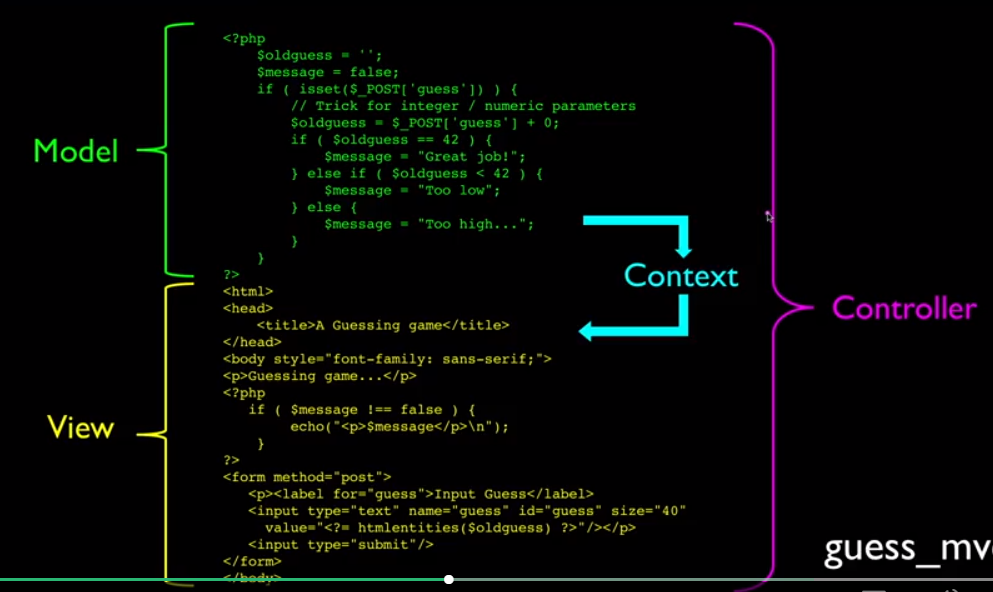 <?php
$oldguess = '';
$message = false;
if ( isset($_POST['guess']) ) {
// Trick for integer / numeric parameters
$oldguess = $_POST['guess'] + 0;
if ( $oldguess == 42 ) {
$message = "Great job!";
} else if ( $oldguess < 42 ) {
$message = "Too low";
} else {
$message = "Too high...";
}
}
?>
<html>
<head>
<title>A Guessing game</title>
</head>
<body style="font-family: sans-serif;">
<p>Guessing game...</p>
<?php
if ( $message !== false ) {
echo("<p>$message</p>\n");
}
?>
<form method="post">
<p><label for="guess">Input Guess</label>
<input type="text" name="guess" id="guess" size="40"
value="<?= htmlentities($oldguess) ?>"/></p>
<input type="submit"/>
</form>
</body>
Model
View
Context
Controller
guess_mv